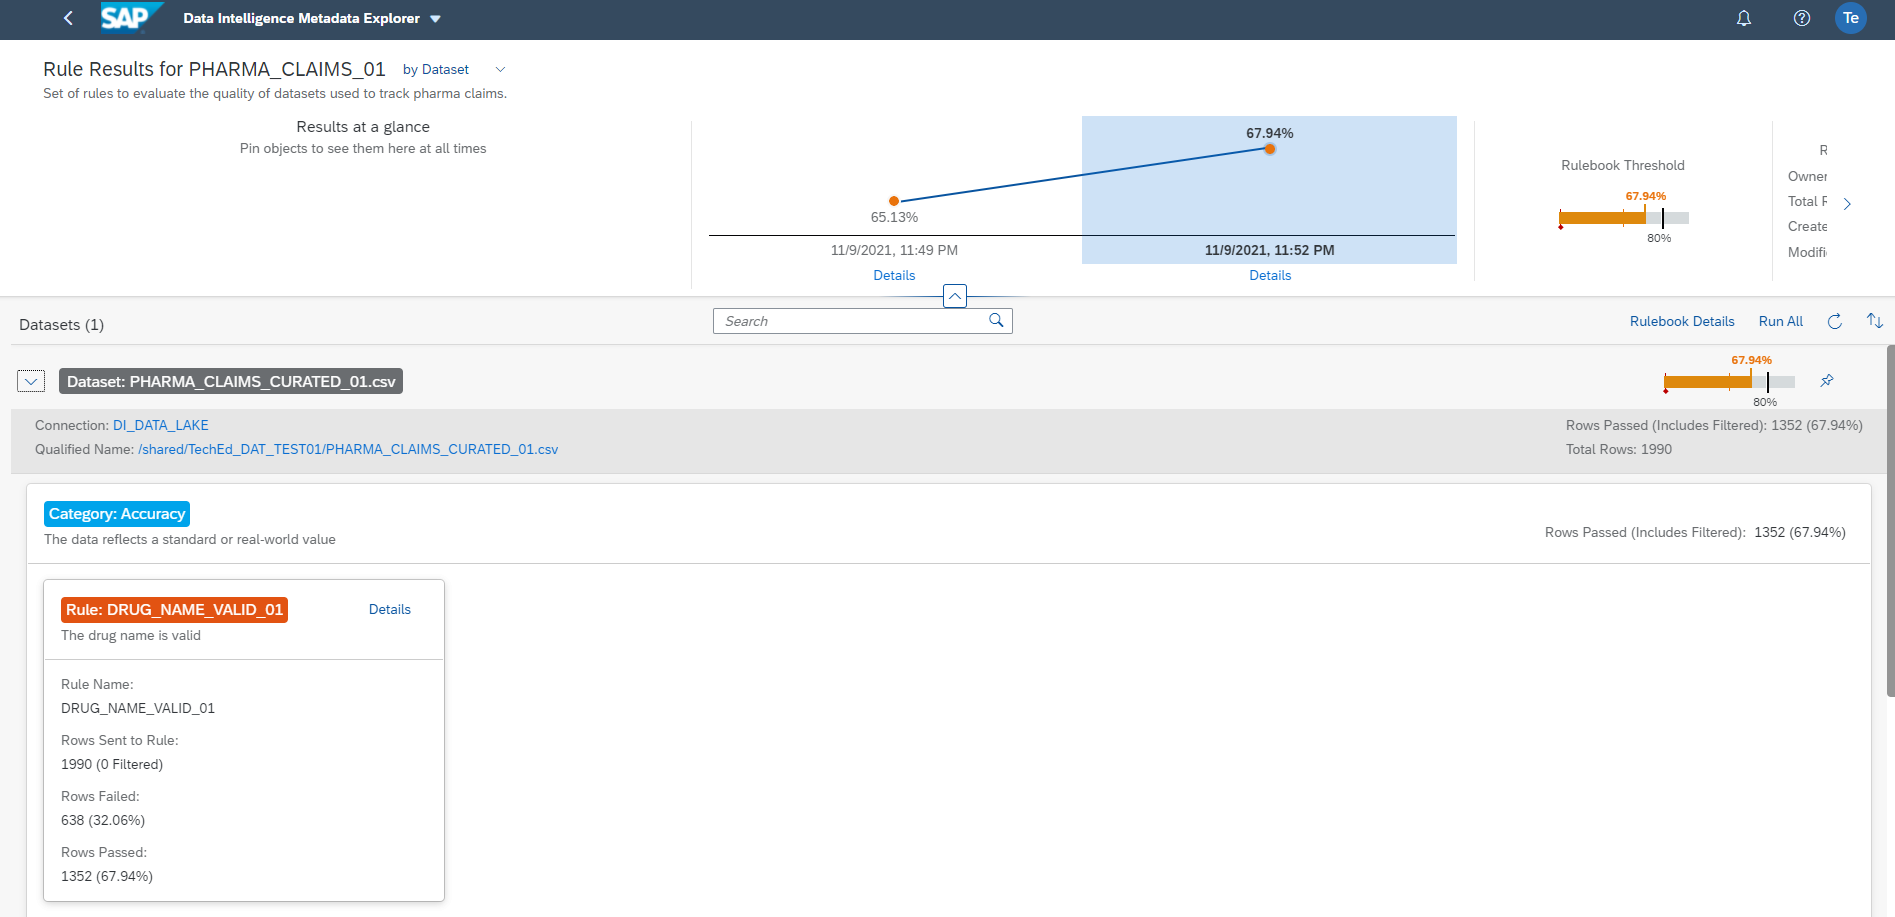 SAP
Data Intelligence Metadata Explorer
Te
Rule Results for PHARMA_CLAIMS_01 by Dataset
Set of rules to evaluate the quality of datasets used to track pharma claims.
Results at a glance
Pin objects to see them here at all times
65.13%
11/9/2021, 11:49 PM
Details
67.94%
11/9/2021, 11:52 PM
Details
Rulebook Threshold
67.94%
80%
R
Owner
Total R
Create
Modifi
Datasets (1)
Search
Rulebook Details
Run All
Dataset: PHARMA_CLAIMS_CURATED_01.csv
67.94%
80%
Connection: DI_DATA_LAKE
Qualified Name: /shared/TechEd_DAT_TEST01/PHARMA_CLAIMS_CURATED_01.csv
Rows Passed (Includes Filtered): 1352 (67.94%)
Total Rows: 1990
Category: Accuracy
The data reflects a standard or real-world value
Rows Passed (Includes Filtered): 1352 (67.94%)
Rule: DRUG_NAME_VALID_01
Details
The drug name is valid
Rule Name:
DRUG_NAME_VALID_01
Rows Sent to Rule:
1990 (0 Filtered)
Rows Failed:
638 (32.06%)
Rows Passed:
1352 (67.94%)